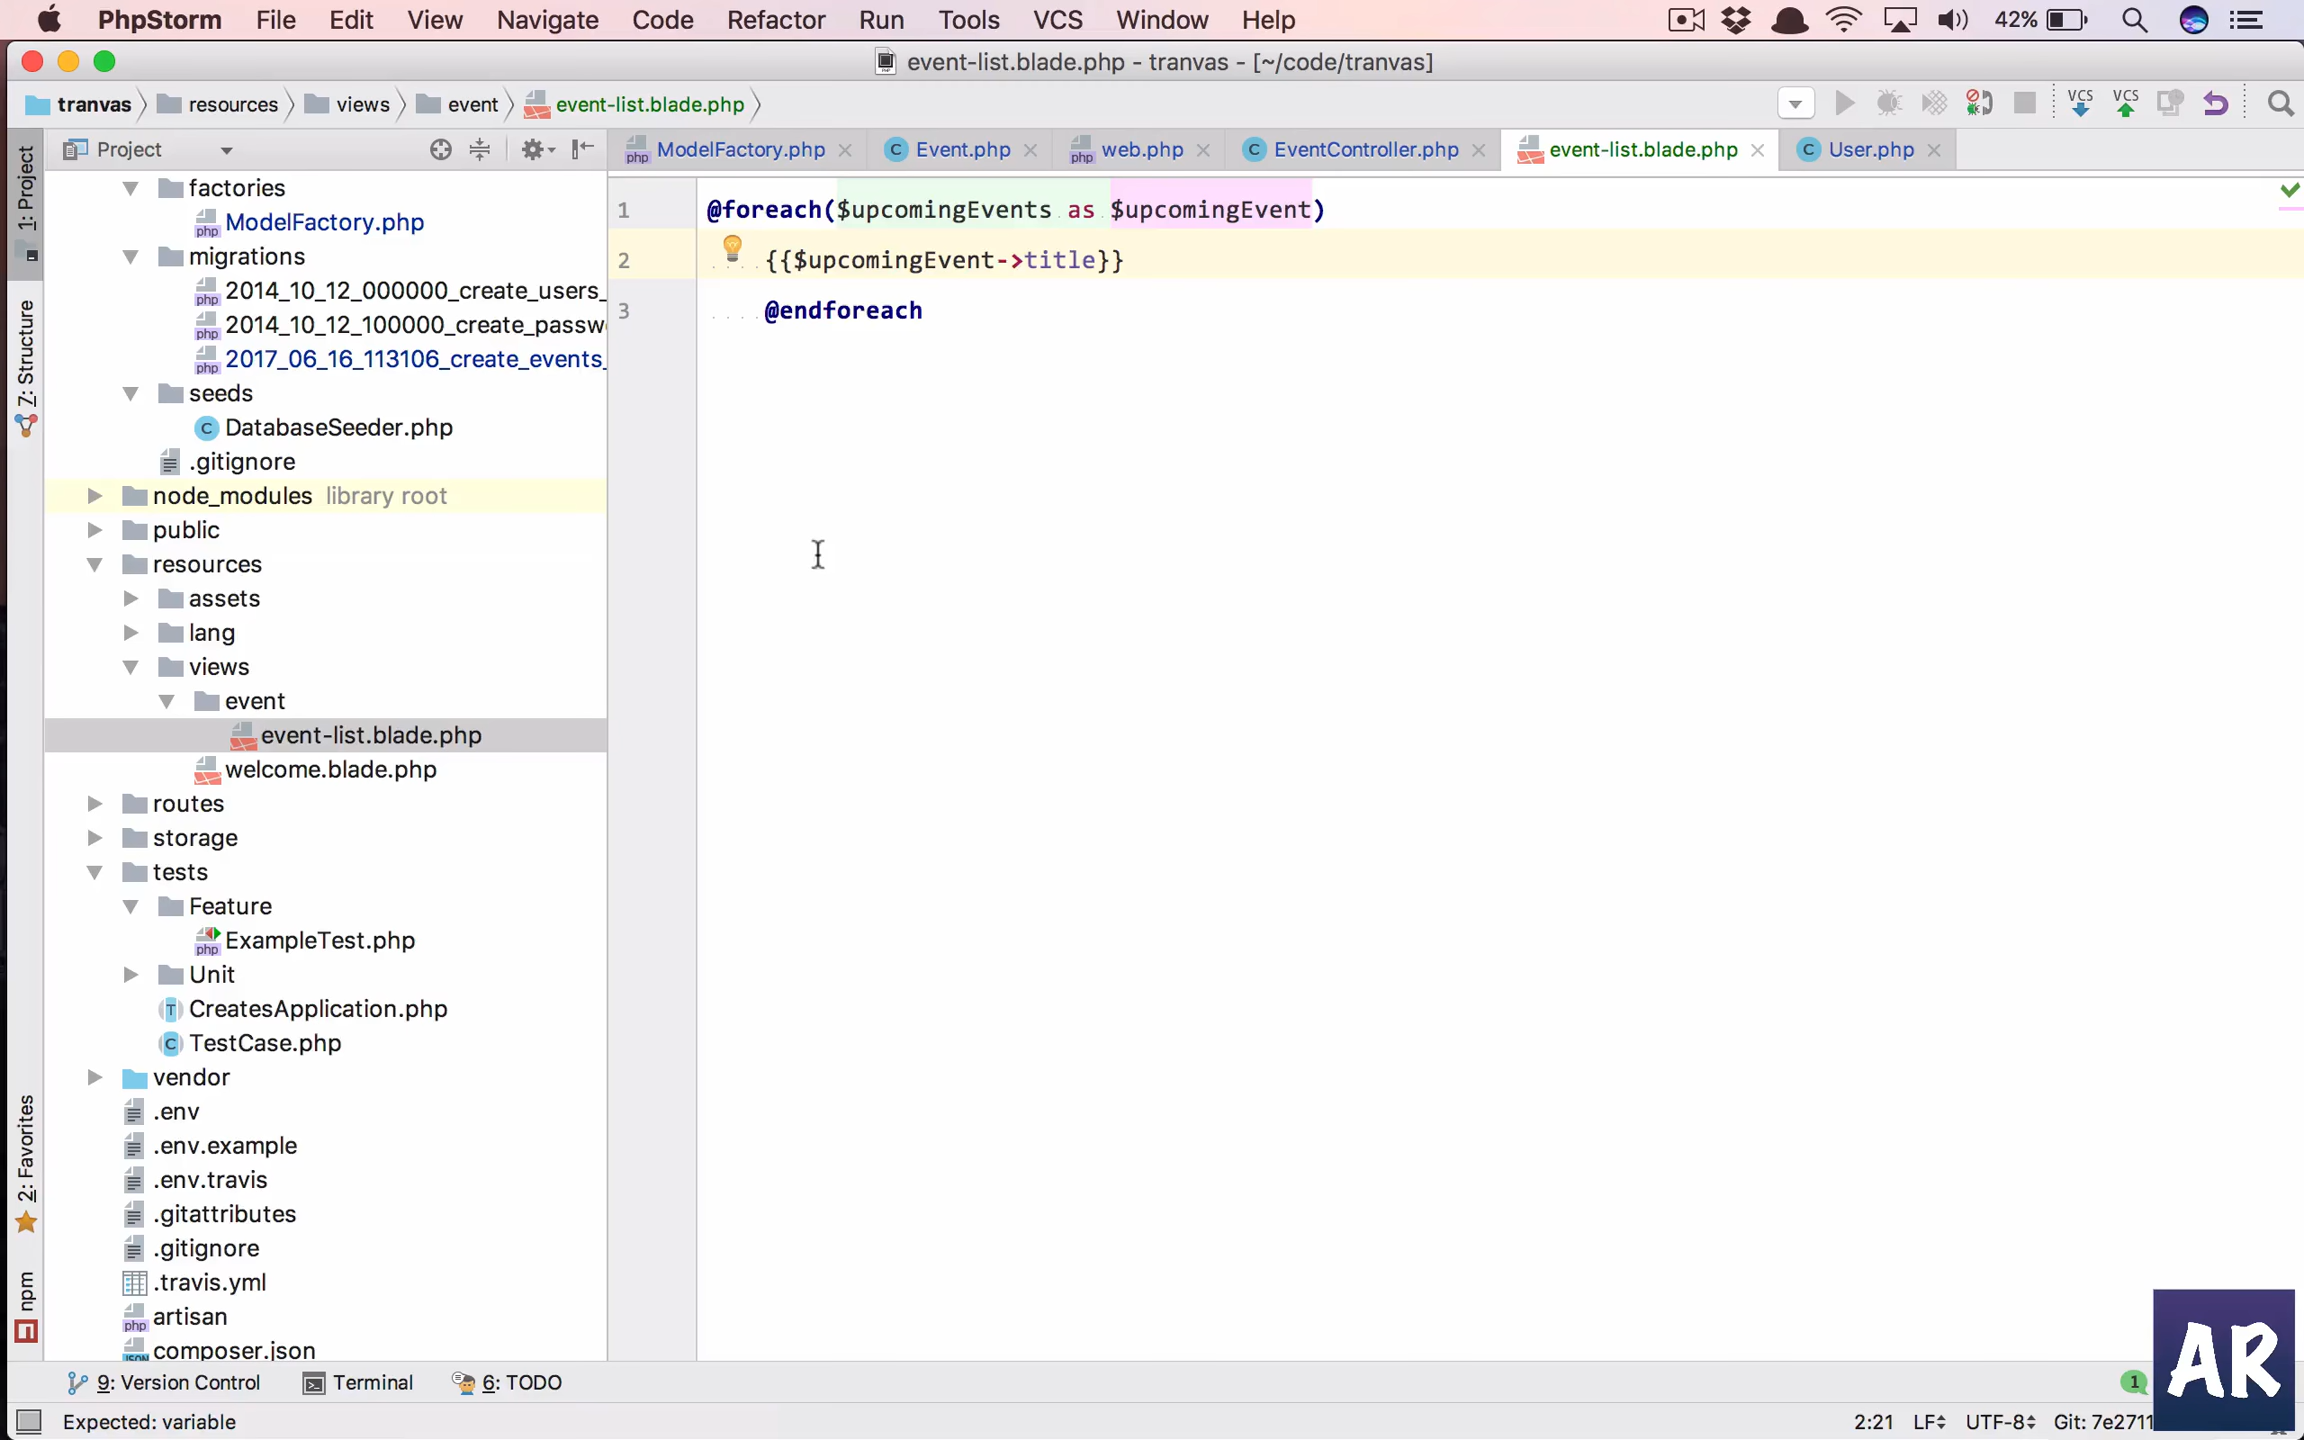 PhpStorm File Edit View Navigate Code Refactor Run Tools VCS Window Help 42%
event-list.blade.php - tranvas - [~/code/tranvas]
tranvas resources views event event-list.blade.php VCS VCS
1: Project
Project
ModelFactory.php Event.php web.php EventController.php event-list.blade.php User.php
factories
ModelFactory.php
migrations
2014_10_12_000000_create_users_
2014_10_12_100000_create_passw
2017_06_16_113106_create_events_
seeds
DatabaseSeeder.php
.gitignore
node_modules library root
public
resources
assets
lang
views
event
event-list.blade.php
welcome.blade.php
routes
storage
tests
Feature
ExampleTest.php
Unit
CreatesApplication.php
TestCase.php
vendor
.env
.env.example
.env.travis
.gitattributes
.gitignore
.travis.yml
artisan
composer.json
7: Structure
2: Favorites
npm
1 @foreach($upcomingEvents as $upcomingEvent)
2 {{$upcomingEvent->title}}
3 @endforeach
9: Version Control Terminal 6: TODO 1
Expected: variable 2:21 LF UTF-8 Git: 7e2711
AR